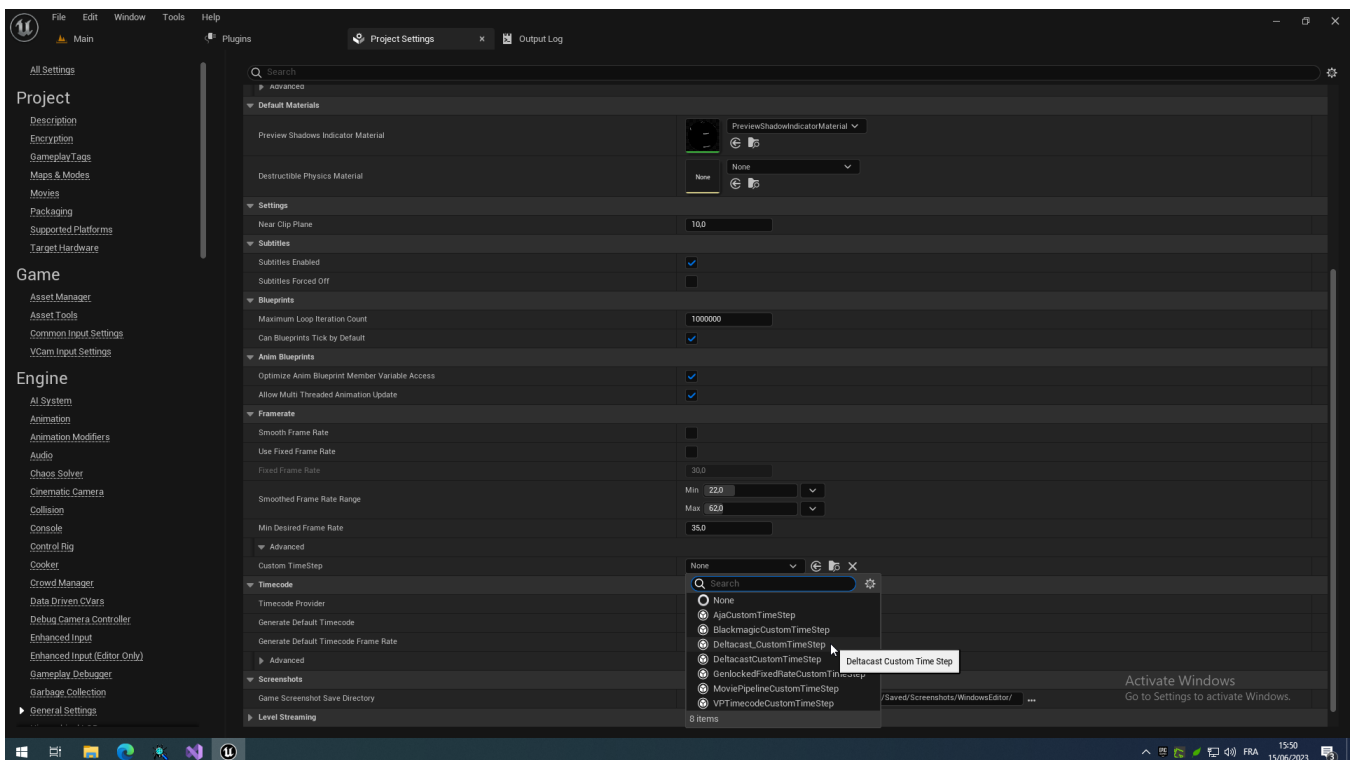 File Edit Window Tools Help
Main Plugins Project Settings × Output Log
All Settings
Project
Description
Encryption
GameplayTags
Maps & Modes
Movies
Packaging
Supported Platforms
Target Hardware
Game
Asset Manager
Asset Tools
Common Input Settings
VCam Input Settings
Engine
AI System
Animation
Animation Modifiers
Audio
Chaos Solver
Cinematic Camera
Collision
Console
Control Rig
Cooker
Crowd Manager
Data Driven CVars
Debug Camera Controller
Enhanced Input
Enhanced Input (Editor Only)
Gameplay Debugger
Garbage Collection
General Settings
Search
Advanced
Default Materials
Preview Shadows Indicator Material PreviewShadowIndicatorMaterial
Destructible Physics Material None None
Settings
Near Clip Plane 10,0
Subtitles
Subtitles Enabled
Subtitles Forced Off
Blueprints
Maximum Loop Iteration Count 1000000
Can Blueprints Tick by Default
Anim Blueprints
Optimize Anim Blueprint Member Variable Access
Allow Multi Threaded Animation Update
Framerate
Smooth Frame Rate
Use Fixed Frame Rate
Fixed Frame Rate 30,0
Smoothed Frame Rate Range
Min 22,0
Max 62,0
Min Desired Frame Rate 35,0
Advanced
Custom TimeStep None
Timecode
Timecode Provider
Generate Default Timecode
Generate Default Timecode Frame Rate
Advanced
Screenshots
Game Screenshot Save Directory /Saved/Screenshots/WindowsEditor/ ...
Level Streaming
Search
None
AjaCustomTimeStep
BlackmagicCustomTimeStep
Deltacast_CustomTimeStep
DeltacastCustomTimeStep
GenlockedFixedRateCustomTimeStep
MoviePipelineCustomTimeStep
VPTimecodeCustomTimeStep
8 items
Deltacast Custom Time Step
Activate Windows
Go to Settings to activate Windows.
FRA
15:50
15/06/2023
3